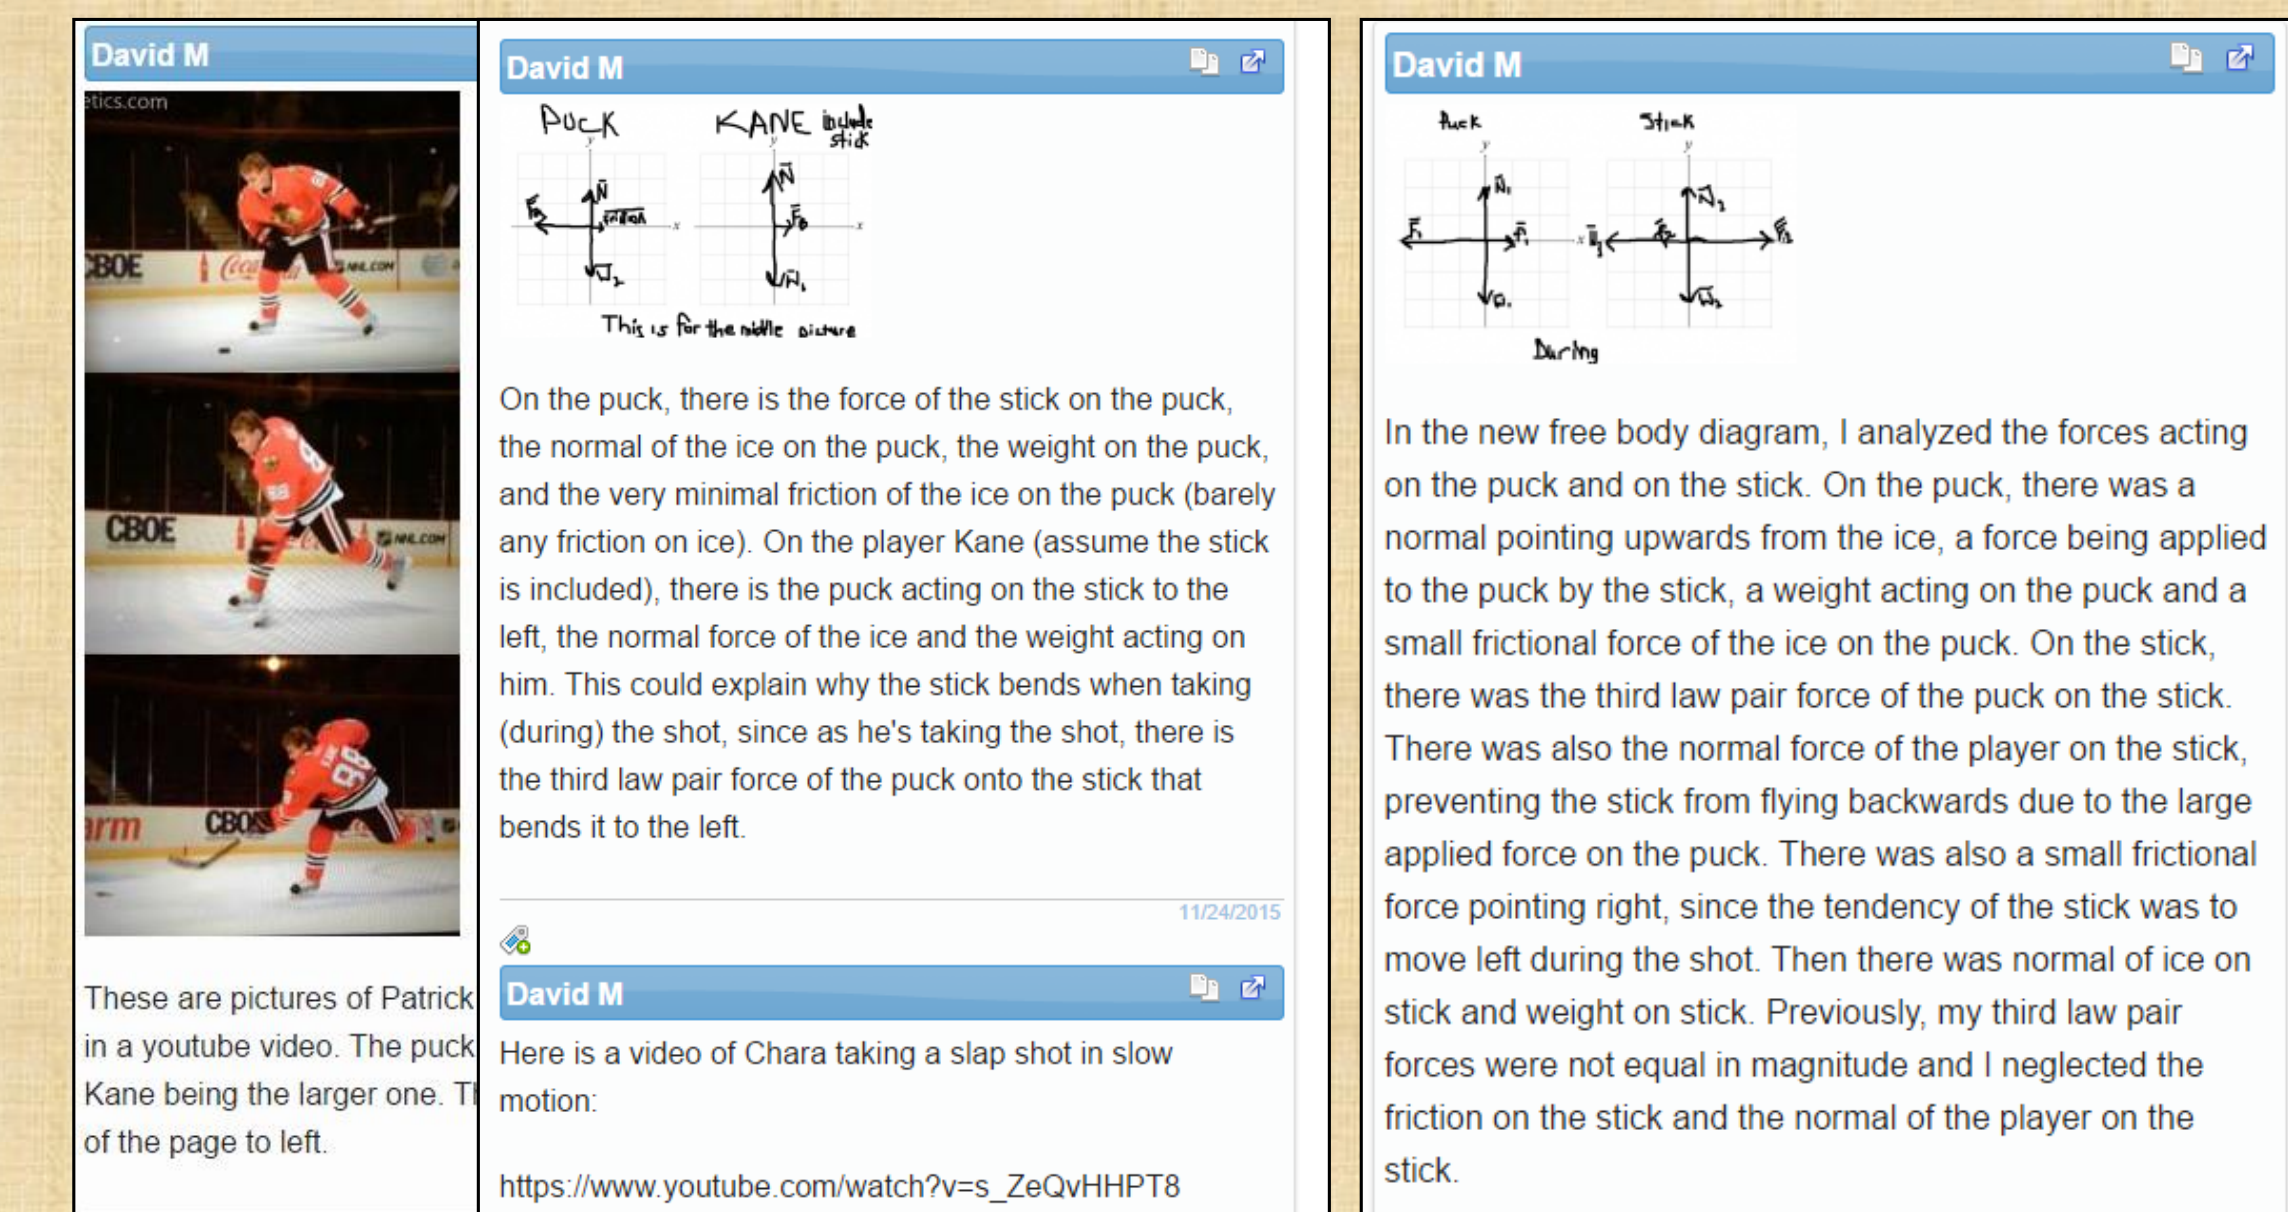 David M
etics.com
CBOE
NHL.COM
CBOE
NHL.COM
arm
CBO
KANE
88
These are pictures of Patrick
in a youtube video. The puck
Kane being the larger one. Th
of the page to left.
David M
PUCK
KANE include
stick
y
y
N
N
friction
x
x
W2
W1
This is for the middle picture
On the puck, there is the force of the stick on the puck,
the normal of the ice on the puck, the weight on the puck,
and the very minimal friction of the ice on the puck (barely
any friction on ice). On the player Kane (assume the stick
is included), there is the puck acting on the stick to the
left, the normal force of the ice and the weight acting on
him. This could explain why the stick bends when taking
(during) the shot, since as he's taking the shot, there is
the third law pair force of the puck onto the stick that
bends it to the left.
11/24/2015
David M
Here is a video of Chara taking a slap shot in slow
motion:
https://www.youtube.com/watch?v=s_ZeQvHHPT8
David M
Puck
Stick
y
y
N1
N2
F1
x
N3
W2
During
In the new free body diagram, I analyzed the forces acting
on the puck and on the stick. On the puck, there was a
normal pointing upwards from the ice, a force being applied
to the puck by the stick, a weight acting on the puck and a
small frictional force of the ice on the puck. On the stick,
there was the third law pair force of the puck on the stick.
There was also the normal force of the player on the stick,
preventing the stick from flying backwards due to the large
applied force on the puck. There was also a small frictional
force pointing right, since the tendency of the stick was to
move left during the shot. Then there was normal of ice on
stick and weight on stick. Previously, my third law pair
forces were not equal in magnitude and I neglected the
friction on the stick and the normal of the player on the
stick.